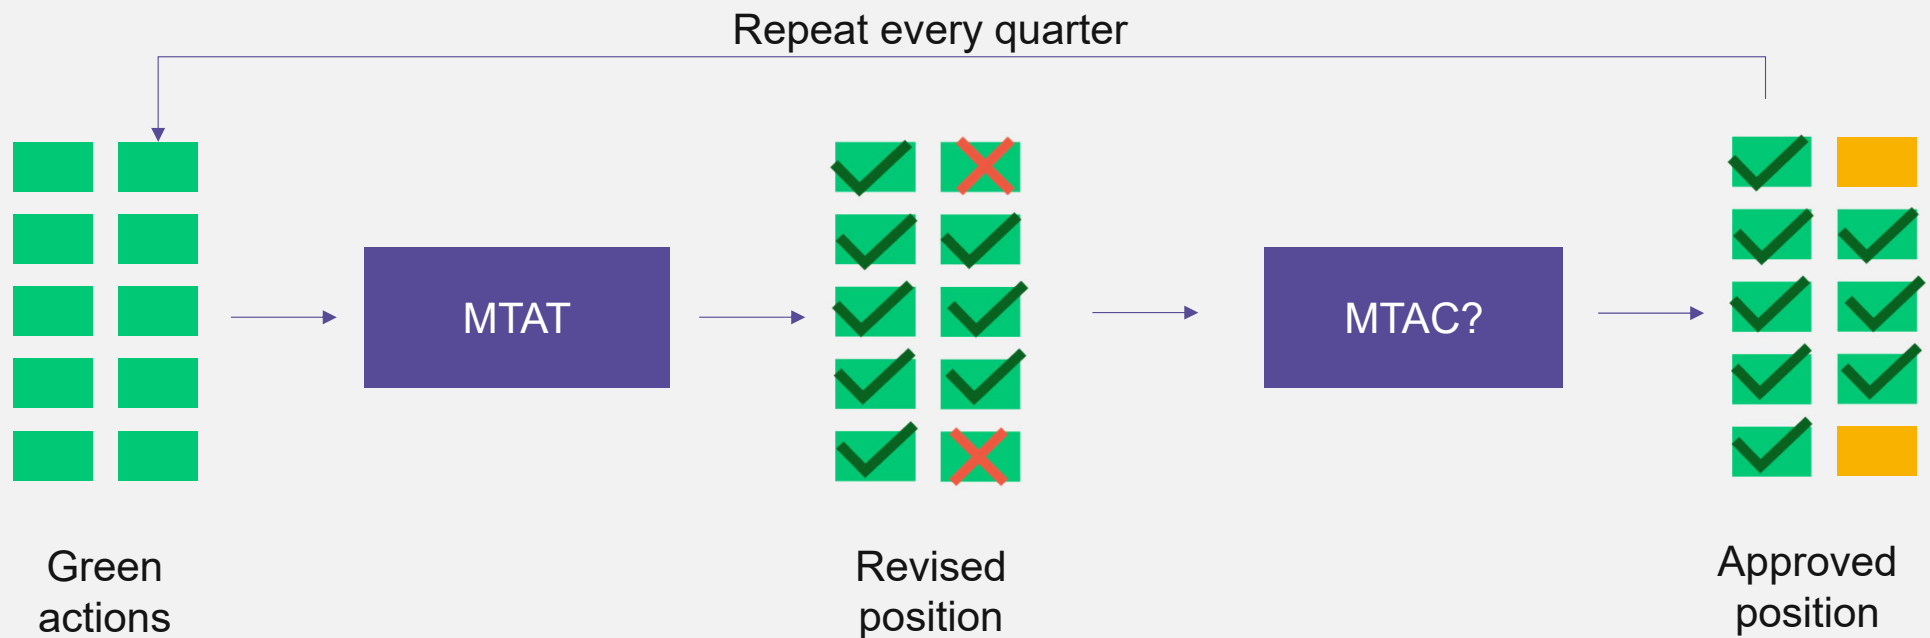 Repeat every quarter
MTAT
MTAC?
Green
actions
Revised
position
Approved
position